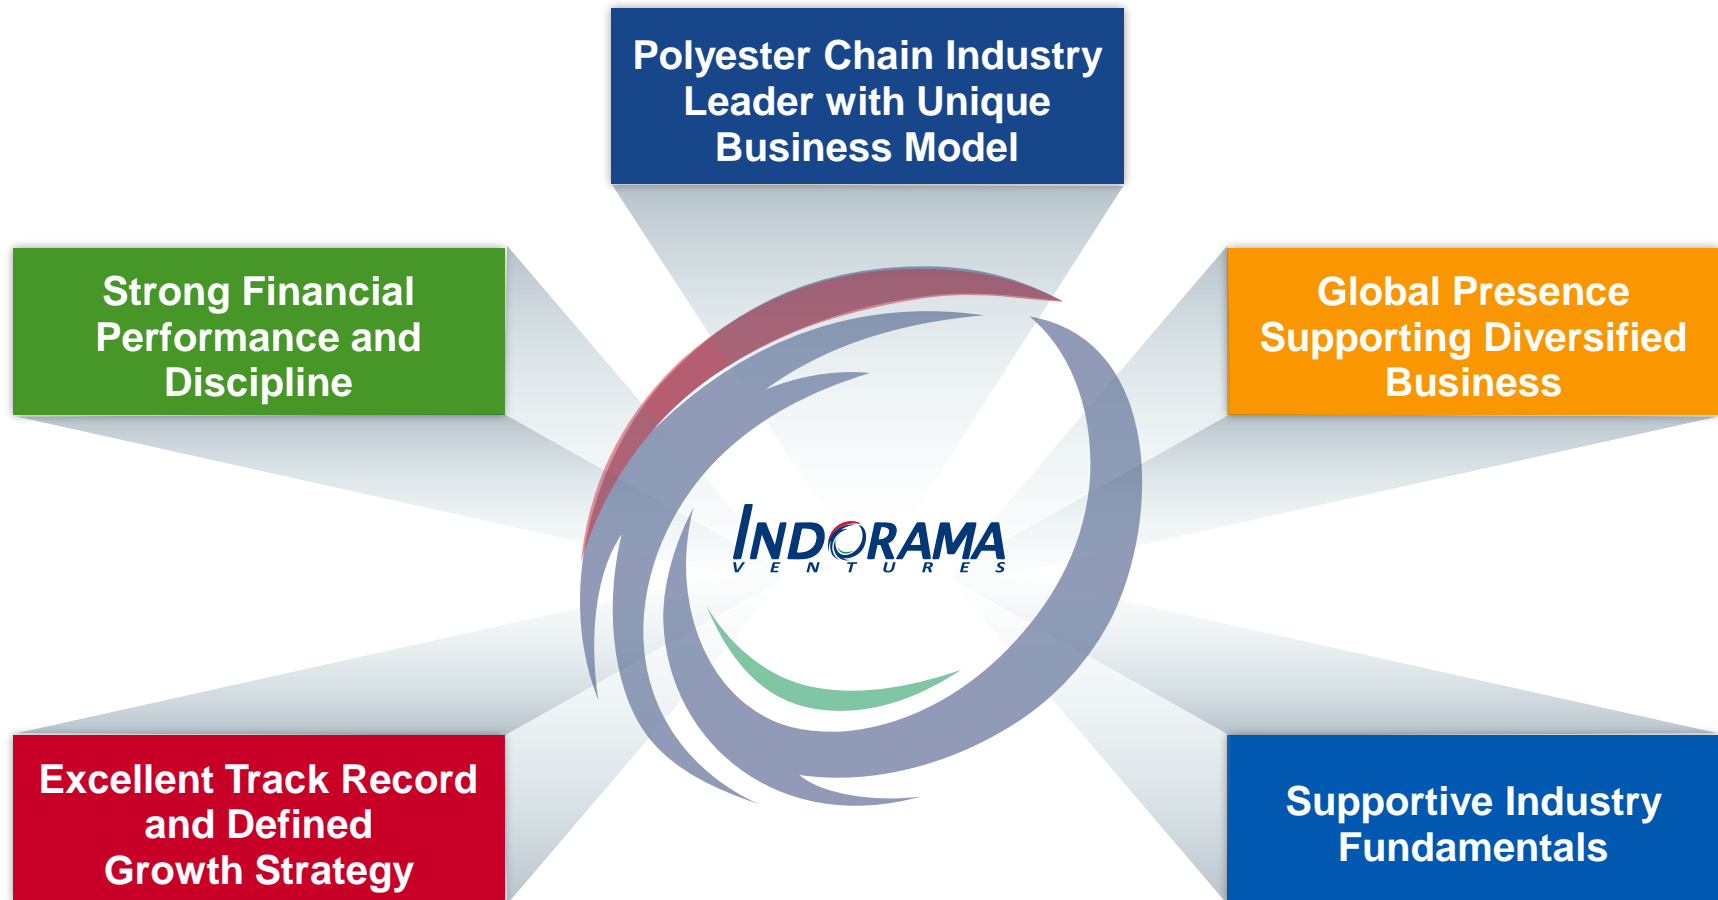 Polyester Chain Industry
Leader with Unique
Business Model
Strong Financial
Performance and
Discipline
Global Presence
Supporting Diversified
Business
INDORAMA
VENTURES
Excellent Track Record
and Defined
Growth Strategy
Supportive Industry
Fundamentals